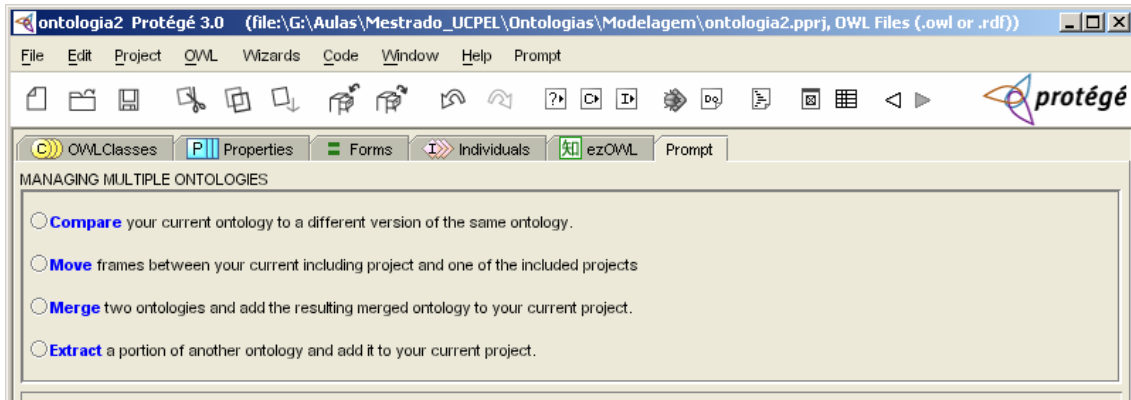 ontologia2 Protégé 3.0 (file:\G:\Aulas\Mestrado_UCPEL\Ontologias\Modelagem\ontologia2.pprj, OWL Files (.owl or .rdf))
File Edit Project OWL Wizards Code Window Help Prompt
protégé
OWLClasses Properties Forms Individuals ezOWL Prompt
MANAGING MULTIPLE ONTOLOGIES
Compare your current ontology to a different version of the same ontology.
Move frames between your current including project and one of the included projects
Merge two ontologies and add the resulting merged ontology to your current project.
Extract a portion of another ontology and add it to your current project.